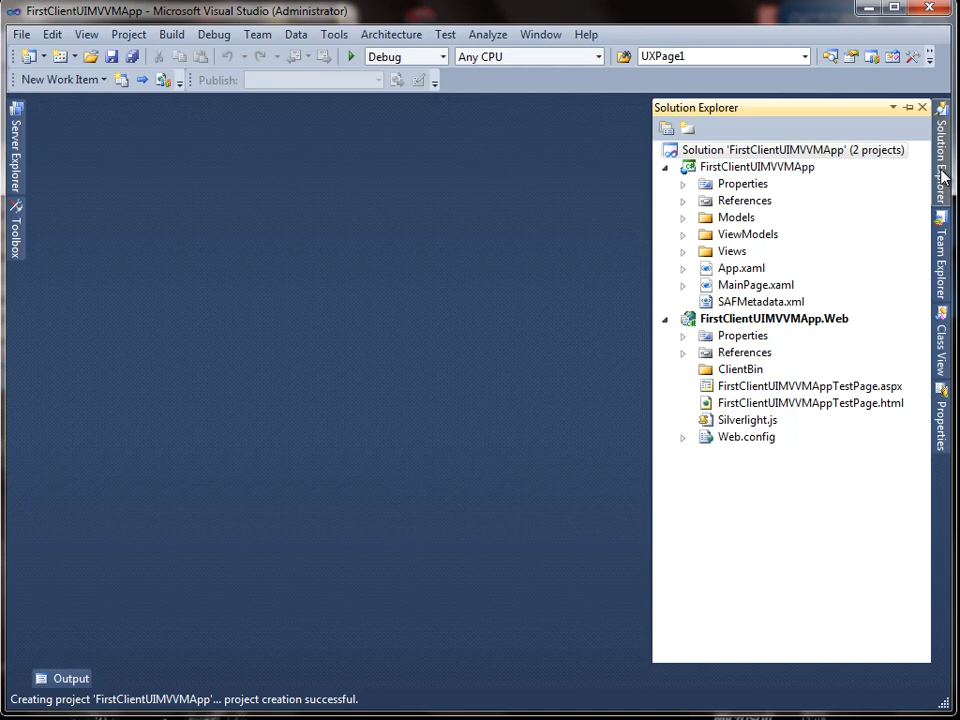 FirstClientUIMVVMApp - Microsoft Visual Studio (Administrator)
File Edit View Project Build Debug Team Data Tools Architecture Test Analyze Window Help
Debug Any CPU UXPage1
New Work Item Publish:
Server Explorer
Toolbox
Solution Explorer
Solution 'FirstClientUIMVVMApp' (2 projects)
FirstClientUIMVVMApp
Properties
References
Models
ViewModels
Views
App.xaml
MainPage.xaml
SAFMetadata.xml
FirstClientUIMVVMApp.Web
Properties
References
ClientBin
FirstClientUIMVVMAppTestPage.aspx
FirstClientUIMVVMAppTestPage.html
Silverlight.js
Web.config
Solution Explorer
Team Explorer
Class View
Properties
Output
Creating project 'FirstClientUIMVVMApp'... project creation successful.